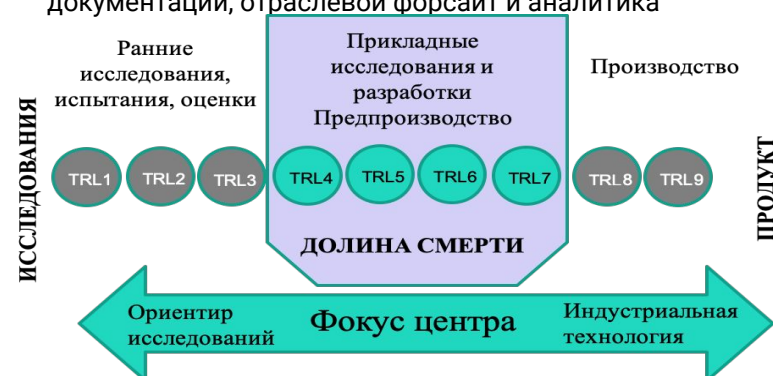 документации, отраслевой форсайт и аналитика
Ранние
исследования,
испытания, оценки
Прикладные
исследования и
разработки
Предпроизводство
Производство
ИССЛЕДОВАНИЯ
TRL1
TRL2
TRL3
TRL4
TRL5
TRL6
TRL7
TRL8
TRL9
ПРОДУКТ
ДОЛИНА СМЕРТИ
Ориентир
исследований
Фокус центра
Индустриальная
технология